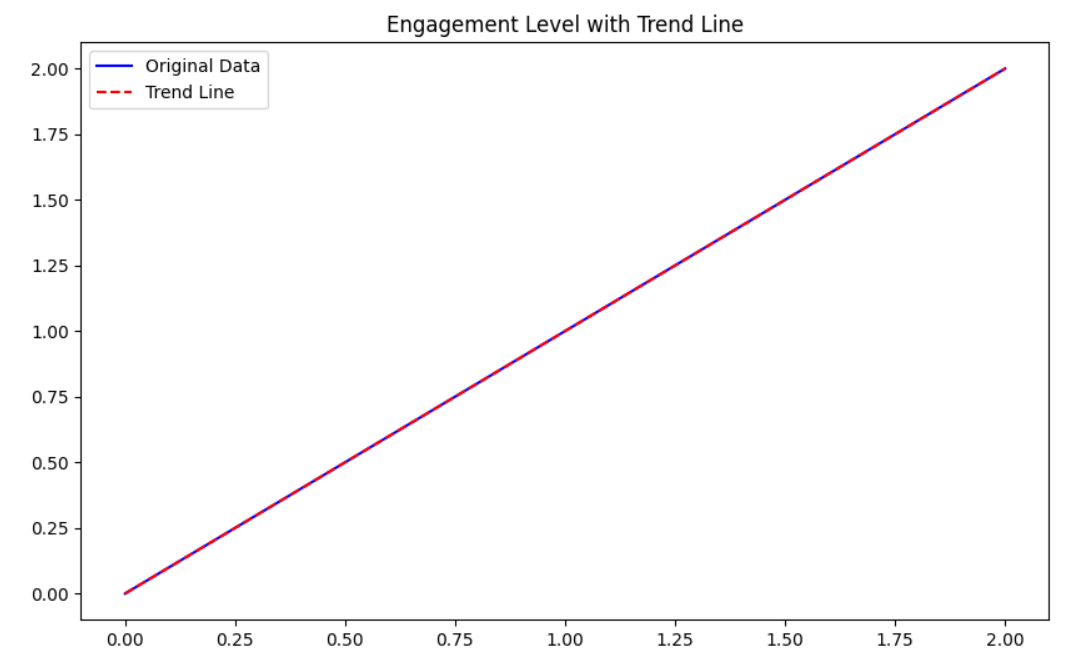 Engagement Level with Trend Line
Original Data
Trend Line
2.00
1.75
1.50
1.25
1.00
0.75
0.50
0.25
0.00
0.00 0.25 0.50 0.75 1.00 1.25 1.50 1.75 2.00